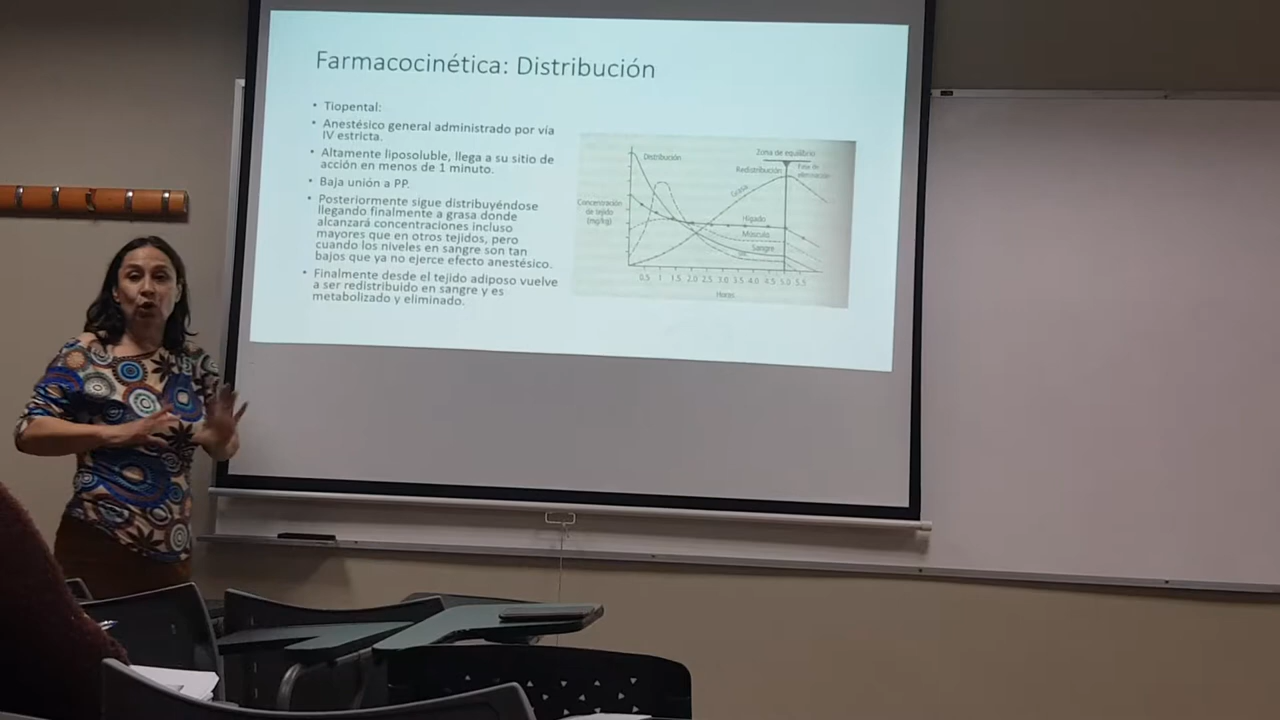 Farmacocinética: Distribución
• Tiopental:
• Anestésico general administrado por vía
IV estricta.
• Altamente liposoluble, llega a su sitio de
acción en menos de 1 minuto.
• Baja unión a PP.
• Posteriormente sigue distribuyéndose
llegando finalmente a grasa donde
alcanzará concentraciones incluso
mayores que en otros tejidos, pero
cuando los niveles en sangre son tan
bajos que ya no ejerce efecto anestésico.
• Finalmente desde el tejido adiposo vuelve
a ser redistribuido en sangre y es
metabolizado y eliminado.
Zona de equilibrio
Distribución
Redistribución
Fase de
eliminación
Grasa
Concentración
de tejido
(mg/kg)
Hígado
Músculo
Sangre
0.5 1 1.5 2.0 2.5 3.0 3.5 4.0 4.5 5.0 5.5
Horas